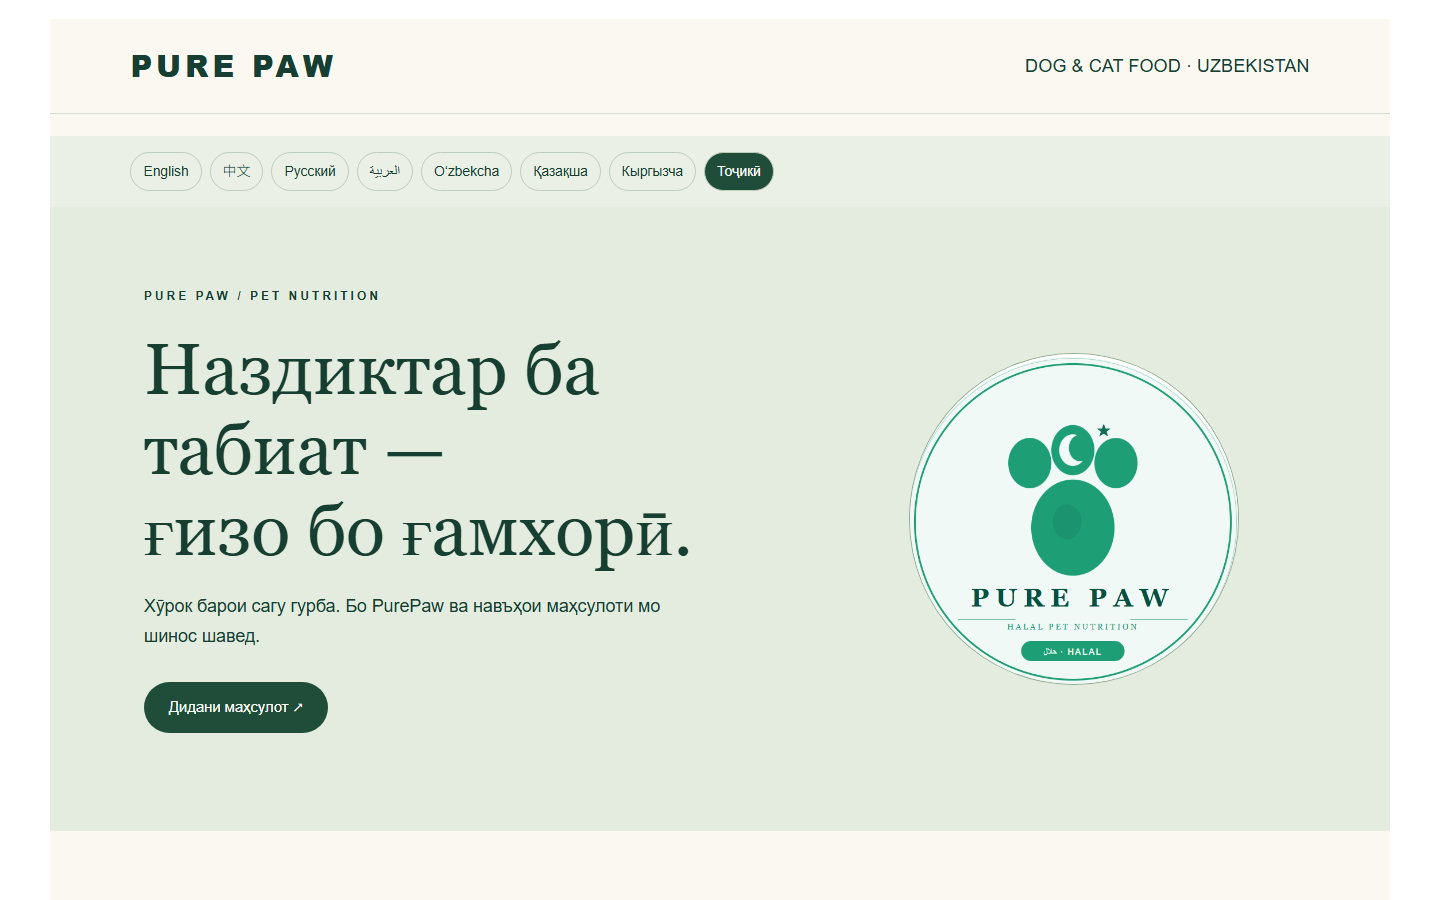 PURE PAW
DOG & CAT FOOD · UZBEKISTAN
English
中文
Русский
العربية
O‘zbekcha
Қазақша
Кыргызча
Тоҷикӣ
PURE PAW / PET NUTRITION
Наздиктар ба
табиат —
ғизо бо ғамхорӣ.
Хӯрок барои сагу гурба. Бо PurePaw ва навъҳои маҳсулоти мо
шинос шавед.
Дидани маҳсулот ↗
PURE PAW
HALAL PET NUTRITION
حلال · HALAL